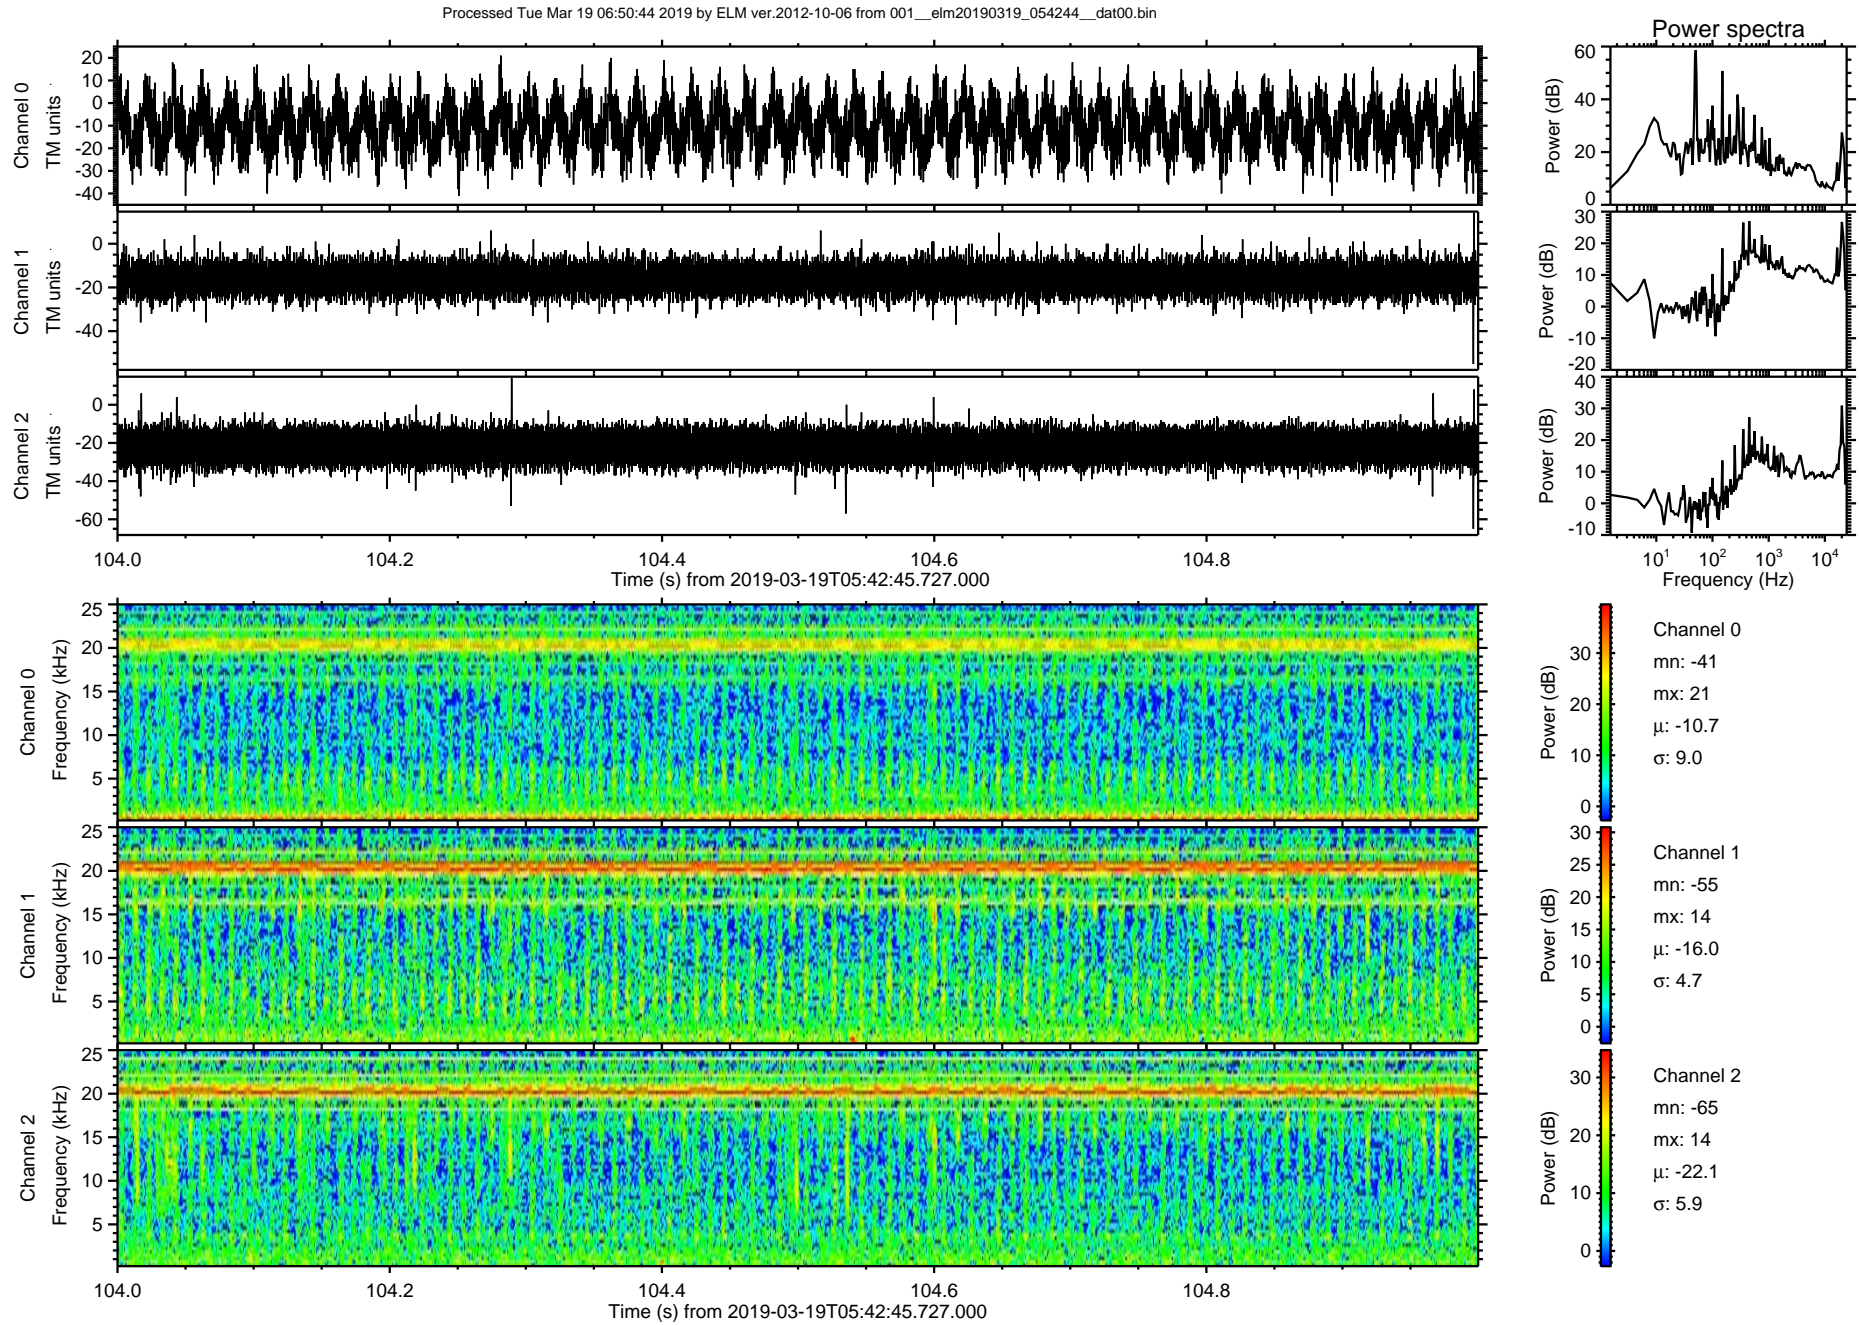 Processed Tue Mar 19 06:50:44 2019 by ELM ver.2012-10-06 from 001__elm20190319_054244__dat00.bin
Power spectra
Channel 0
TM units
20
10
0
-10
-20
-30
-40
Power (dB)
60
40
20
0
Channel 1
TM units
0
-20
-40
Power (dB)
30
20
10
0
-10
-20
Channel 2
TM units
0
-20
-40
-60
Power (dB)
40
30
20
10
0
-10
104.0 104.2 104.4 104.6 104.8
Time (s) from 2019-03-19T05:42:45.727.000
10¹ 10² 10³ 10⁴
Frequency (Hz)
Channel 0
Frequency (kHz)
25
20
15
10
5
Power (dB)
30
20
10
0
Channel 0
mn: -41
mx: 21
μ: -10.7
σ: 9.0
Channel 1
Frequency (kHz)
25
20
15
10
5
Power (dB)
30
25
20
15
10
5
0
Channel 1
mn: -55
mx: 14
μ: -16.0
σ: 4.7
Channel 2
Frequency (kHz)
25
20
15
10
5
Power (dB)
30
20
10
0
Channel 2
mn: -65
mx: 14
μ: -22.1
σ: 5.9
104.0 104.2 104.4 104.6 104.8
Time (s) from 2019-03-19T05:42:45.727.000